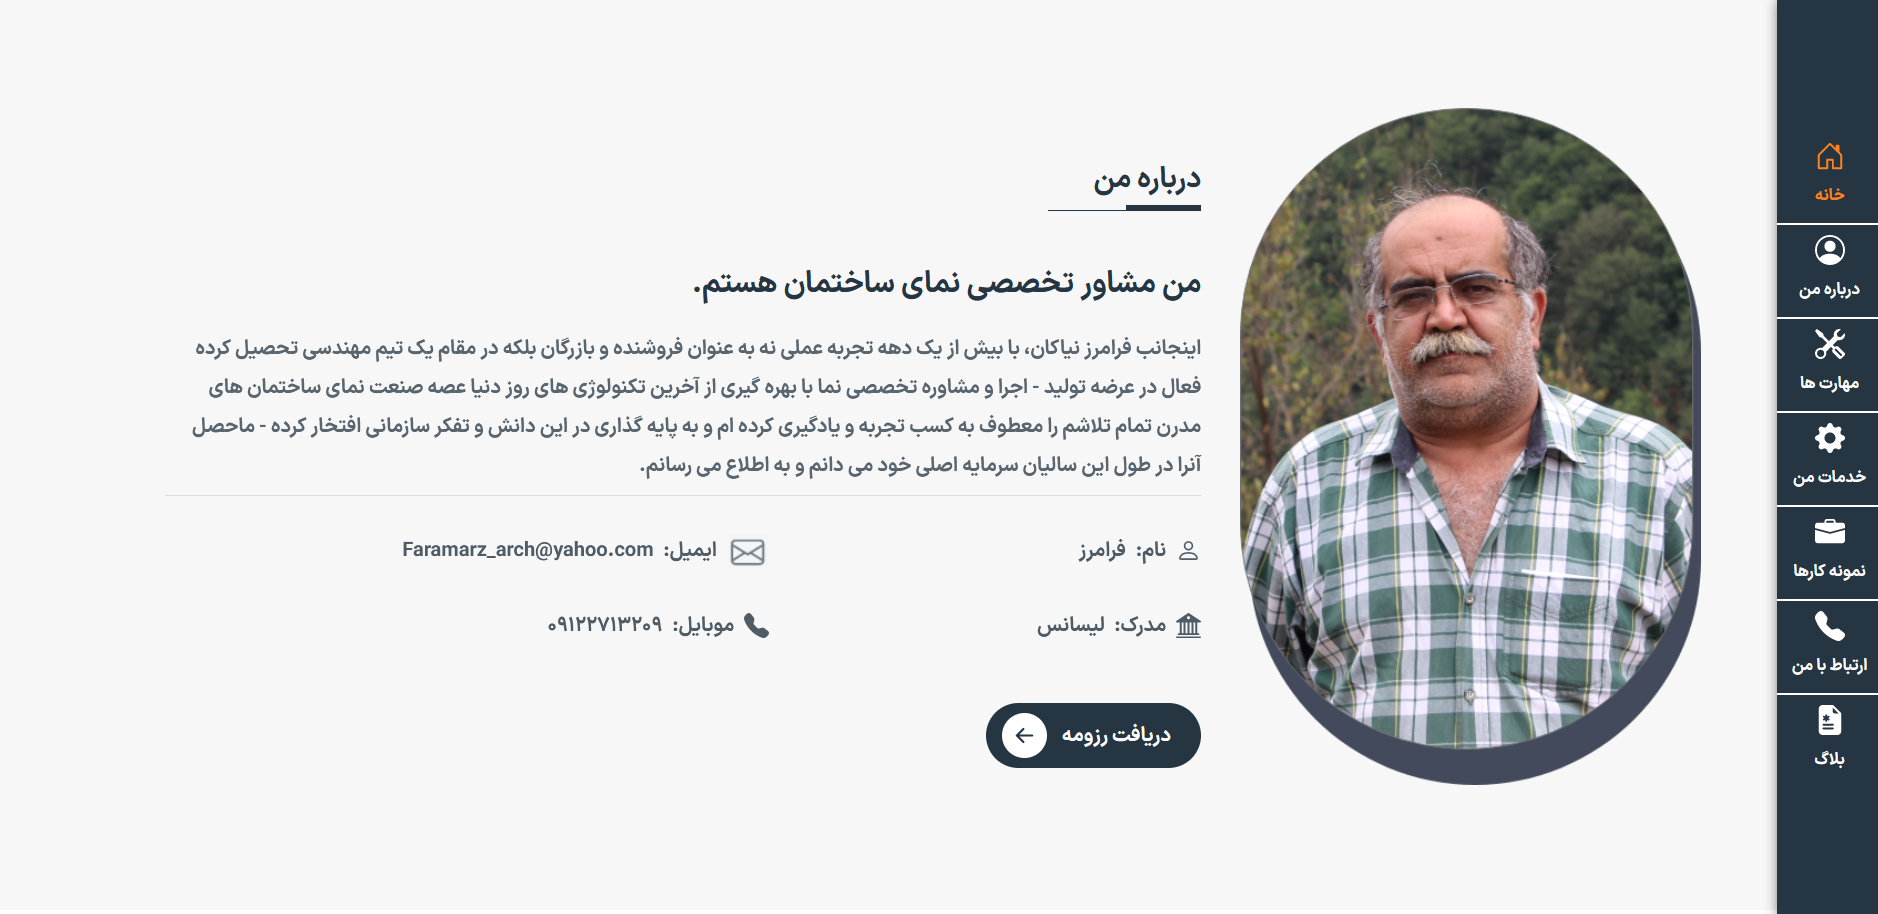 خانه
درباره من
مهارت ها
خدمات من
نمونه کارها
ارتباط با من
بلاگ
درباره من
من مشاور تخصصی نمای ساختمان هستم.
اینجانب فرامرز نیاکان، با بیش از یک دهه تجربه عملی نه به عنوان فروشنده و بازرگان بلکه در مقام یک تیم مهندسی تحصیل کرده
فعال در عرضه تولید - اجرا و مشاوره تخصصی نما با بهره گیری از آخرین تکنولوژی های روز دنیا عصه صنعت نمای ساختمان های
مدرن تمام تلاشم را معطوف به کسب تجربه و یادگیری کرده ام و به پایه گذاری در این دانش و تفکر سازمانی افتخار کرده - ماحصل
آنرا در طول این سالیان سرمایه اصلی خود می دانم و به اطلاع می رسانم.
نام: فرامرز
ایمیل: Faramarz_arch@yahoo.com
مدرک: لیسانس
موبایل: ۰۹۱۲۲۷۱۳۲۰۹
دریافت رزومه